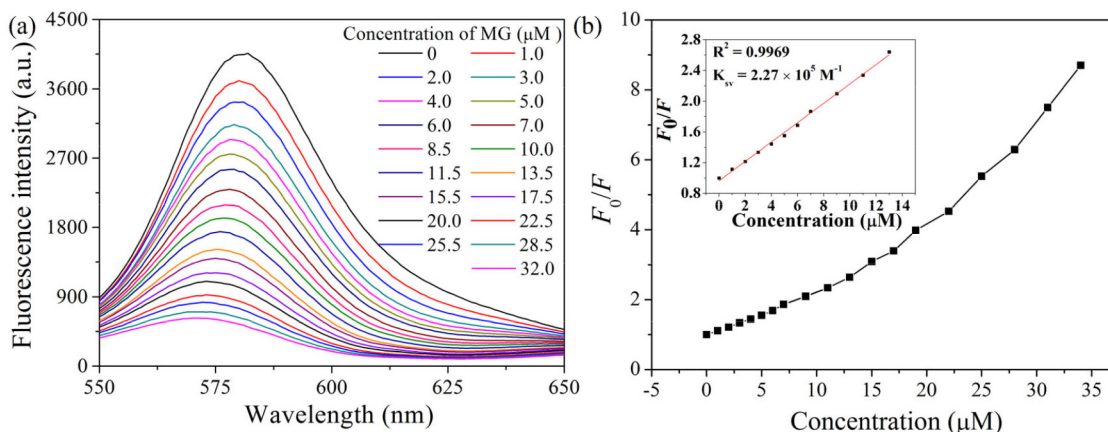 (a)
4500
3600
2700
1800
900
0
Fluorescence intensity (a.u.)
Concentration of MG (μM )
0 1.0
2.0 3.0
4.0 5.0
6.0 7.0
8.5 10.0
11.5 13.5
15.5 17.5
20.0 22.5
25.5 28.5
32.0
550 575 600 625 650
Wavelength (nm)
(b)
10
8
6
4
2
0
F₀/F
-5 0 5 10 15 20 25 30 35
Concentration (μM)
2.8
2.4
2.0
1.6
1.2
0.8
F₀/F
R² = 0.9969
Kₛᵥ = 2.27 × 10⁵ M⁻¹
0 2 4 6 8 10 12 14
Concentration (μM)